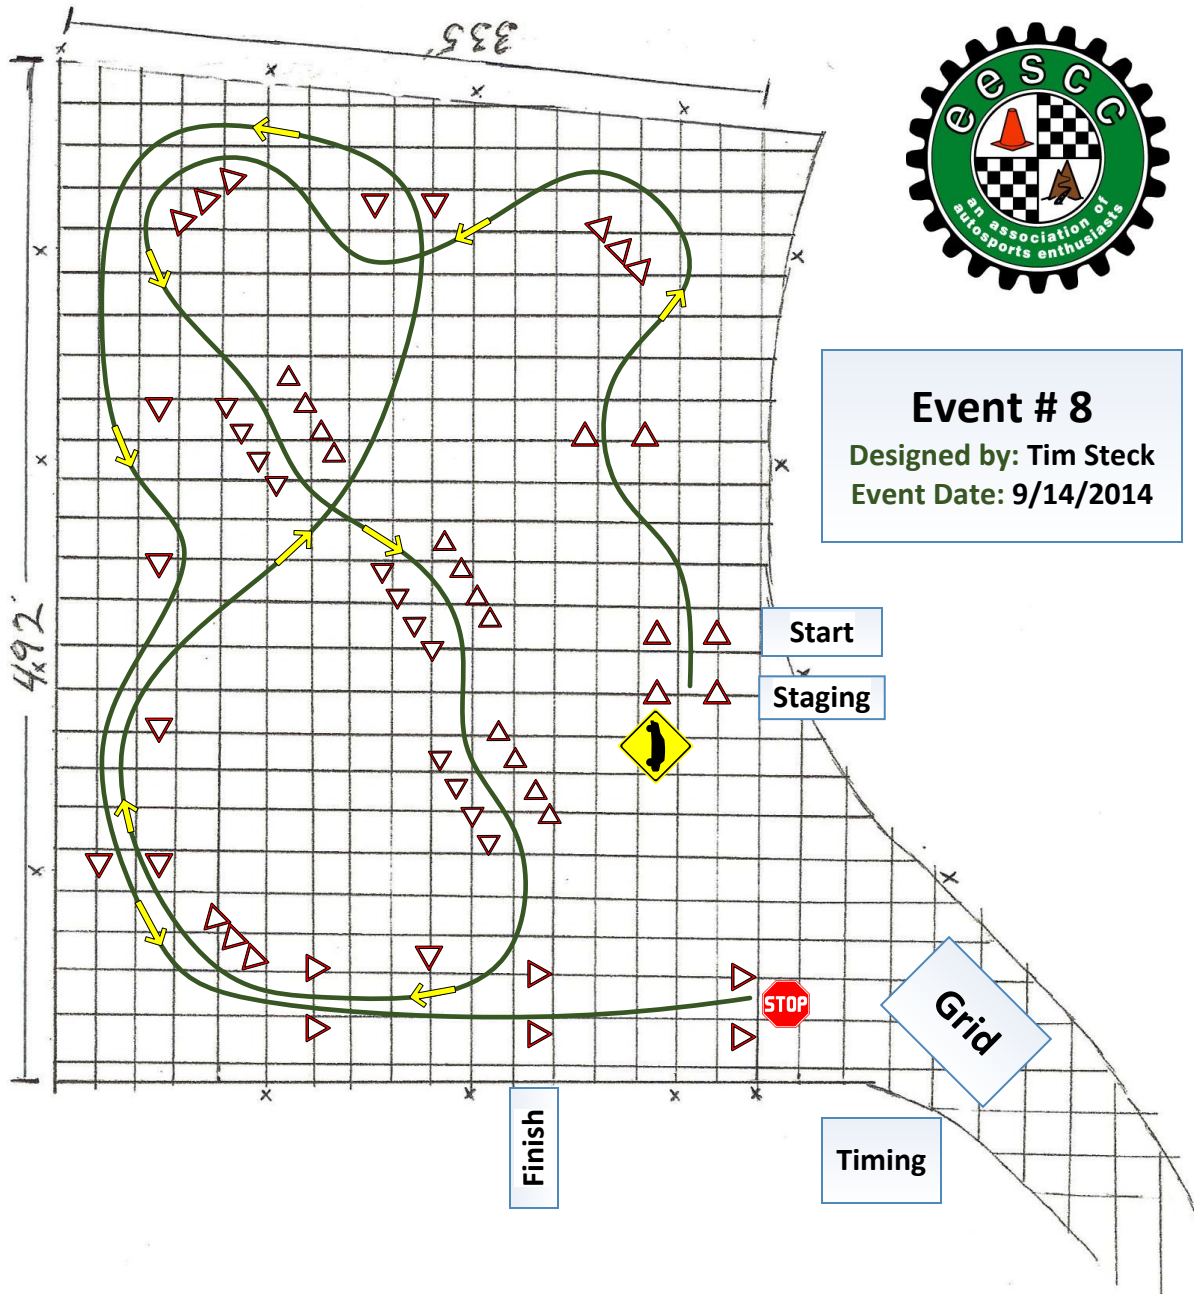 335'
eescc
an association of
autosports enthusiasts
Event # 8
Designed by: Tim Steck
Event Date: 9/14/2014
492'
Start
Staging
STOP
Grid
Finish
Timing